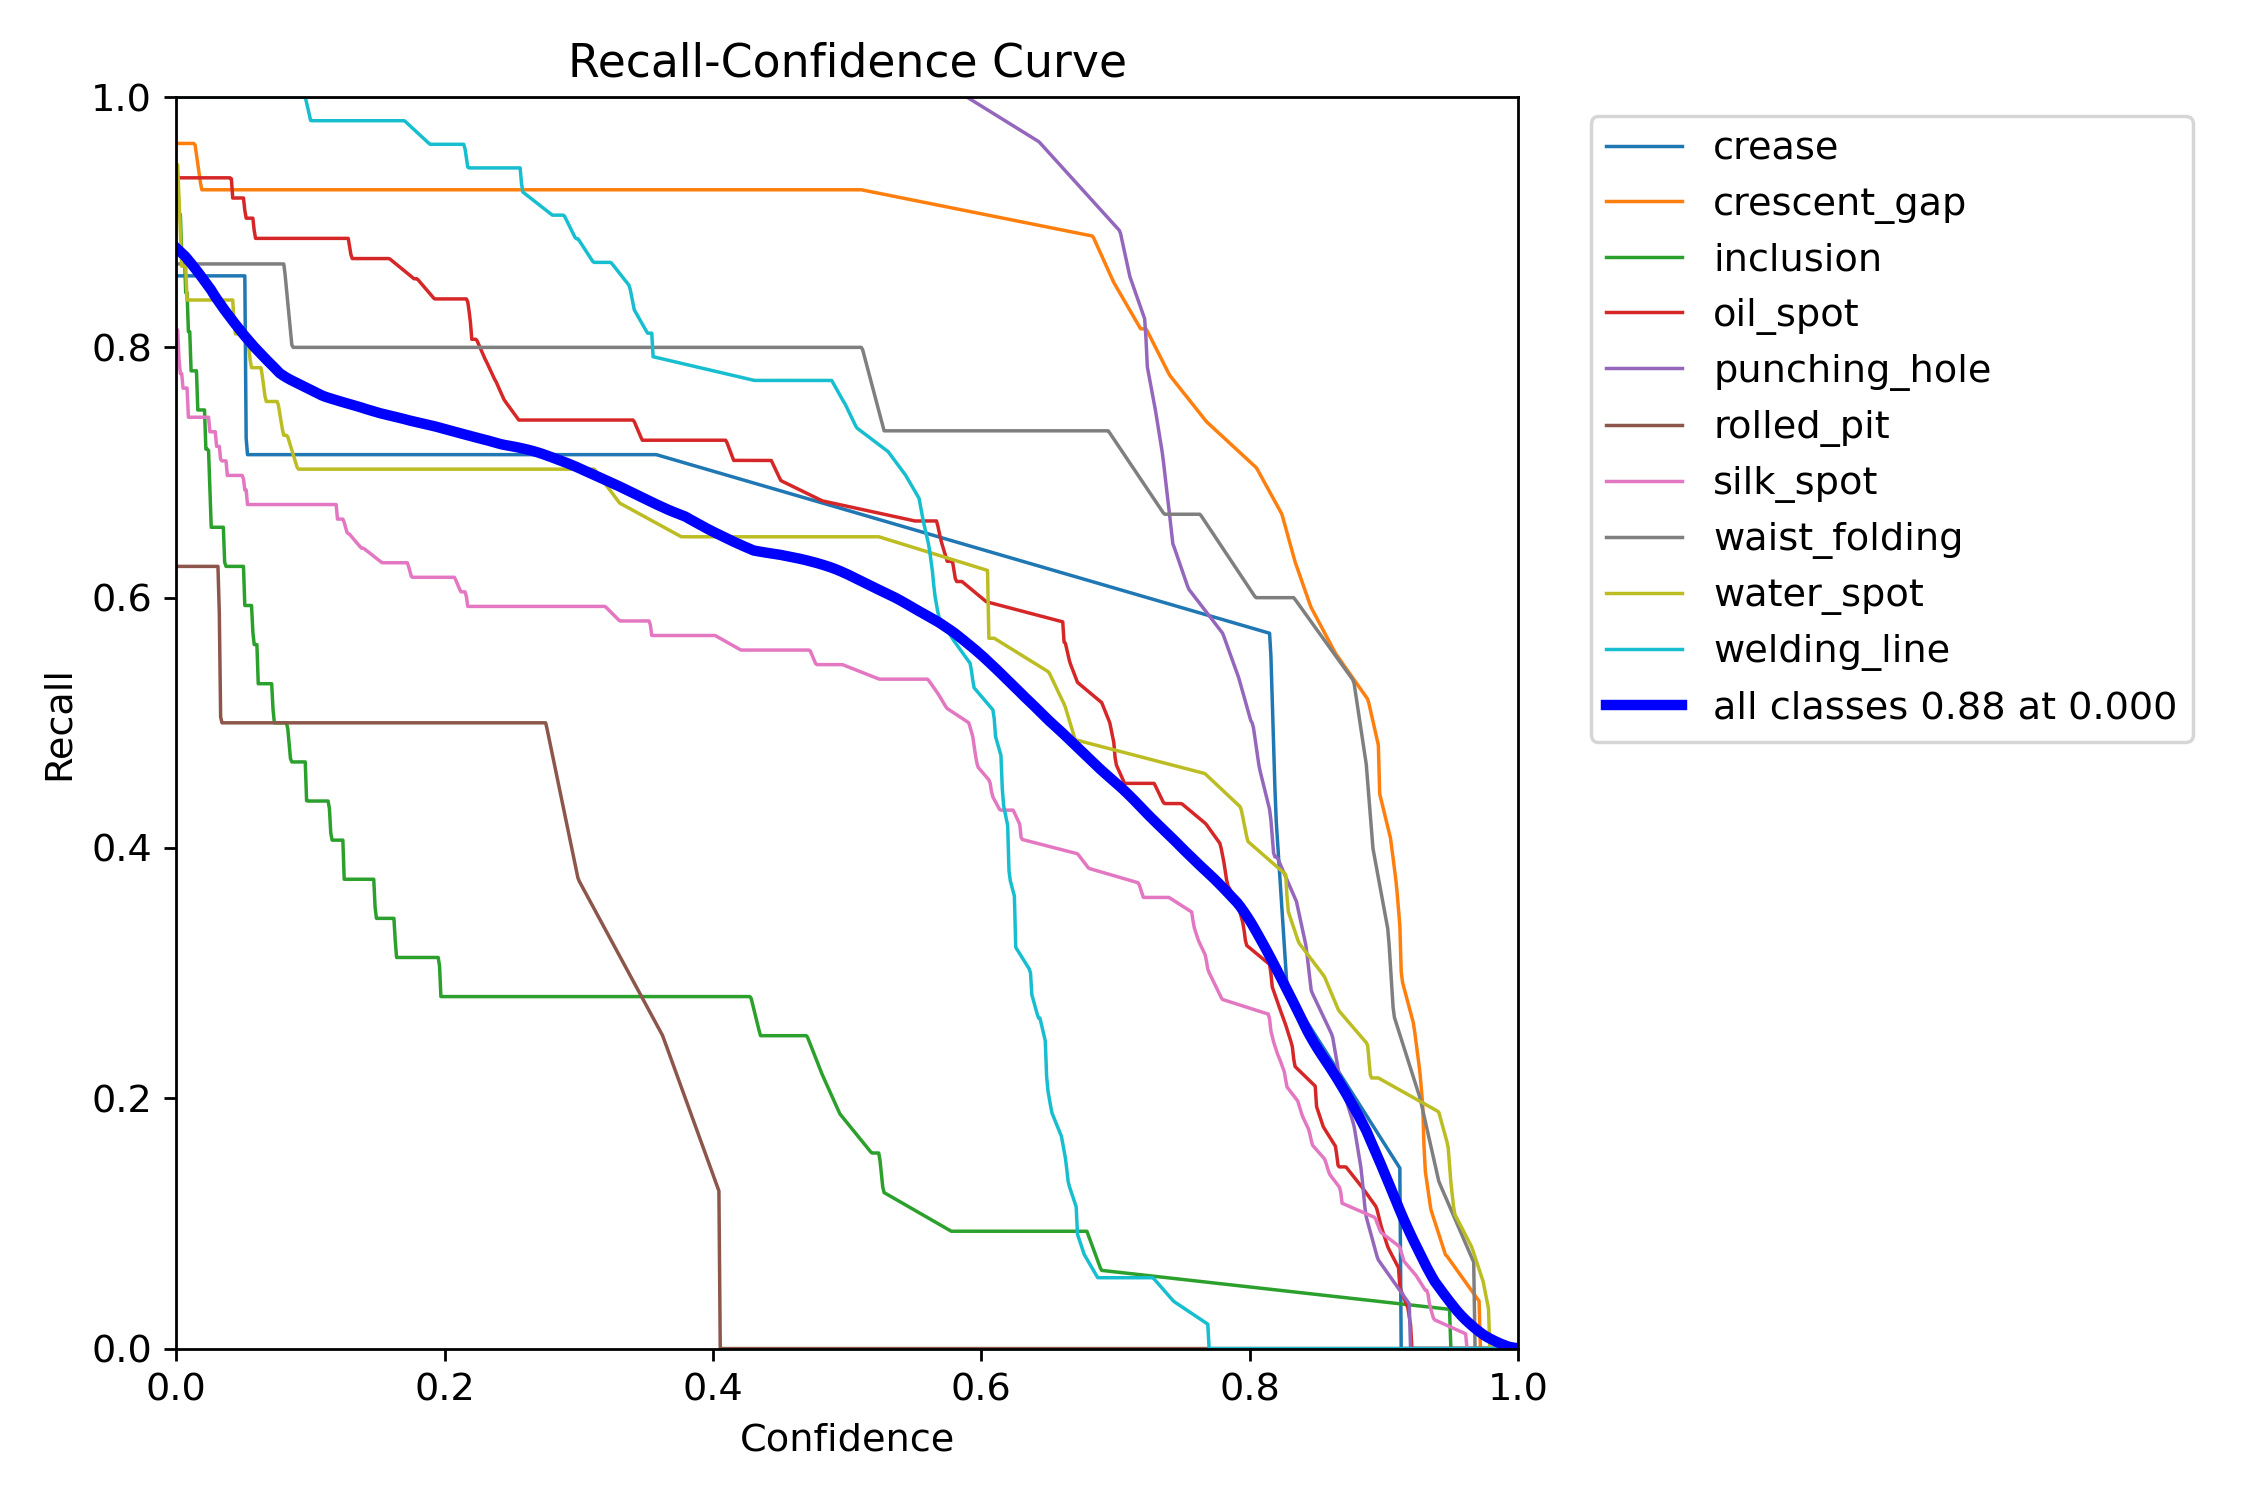 Recall-Confidence Curve
1.0
0.8
0.6
0.4
0.2
0.0
Recall
0.0 0.2 0.4 0.6 0.8 1.0
Confidence
crease
crescent_gap
inclusion
oil_spot
punching_hole
rolled_pit
silk_spot
waist_folding
water_spot
welding_line
all classes 0.88 at 0.000